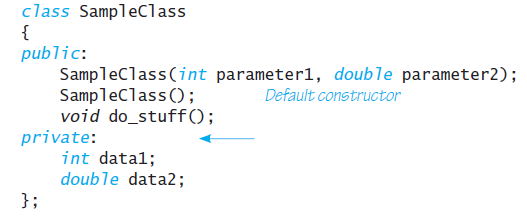 class SampleClass
{
public:
    SampleClass(int parameter1, double parameter2);
    SampleClass(); Default constructor
    void do_stuff();
private:
    int data1;
    double data2;
};